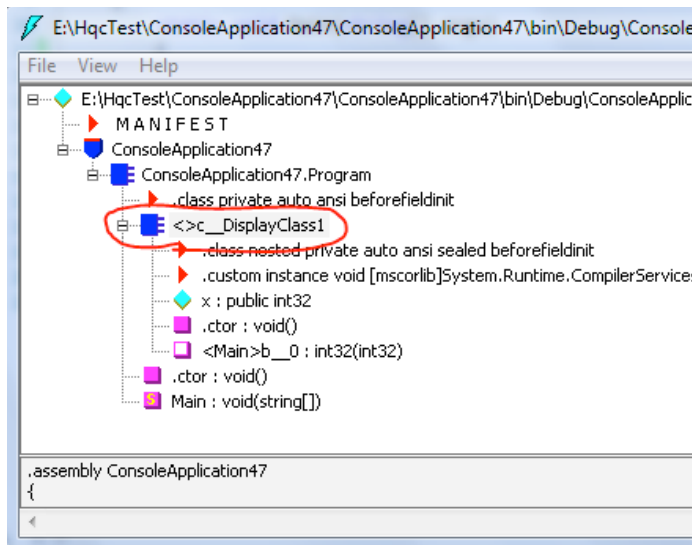 E:\HqcTest\ConsoleApplication47\ConsoleApplication47\bin\Debug\Console
File View Help
E:\HqcTest\ConsoleApplication47\ConsoleApplication47\bin\Debug\ConsoleApplic
M A N I F E S T
ConsoleApplication47
ConsoleApplication47.Program
.class private auto ansi beforefieldinit
<>c__DisplayClass1
.class nested private auto ansi sealed beforefieldinit
.custom instance void [mscorlib]System.Runtime.CompilerServices
x : public int32
.ctor : void()
<Main>b__0 : int32(int32)
.ctor : void()
S Main : void(string[])
.assembly ConsoleApplication47
{